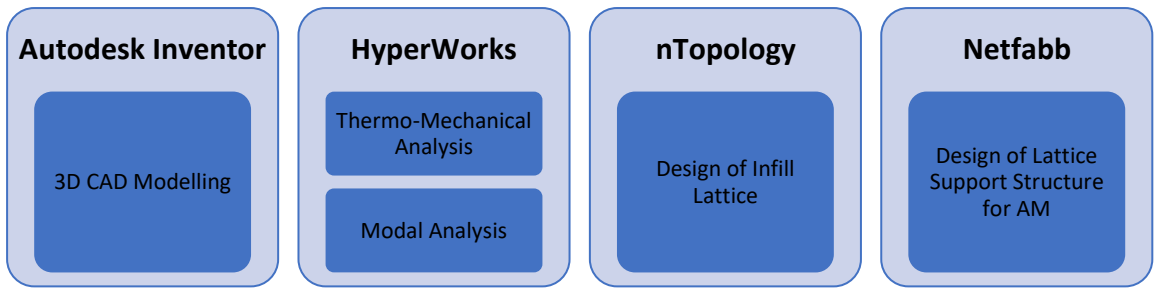 Autodesk Inventor
3D CAD Modelling
HyperWorks
Thermo-Mechanical
Analysis
Modal Analysis
nTopology
Design of Infill
Lattice
Netfabb
Design of Lattice
Support Structure
for AM